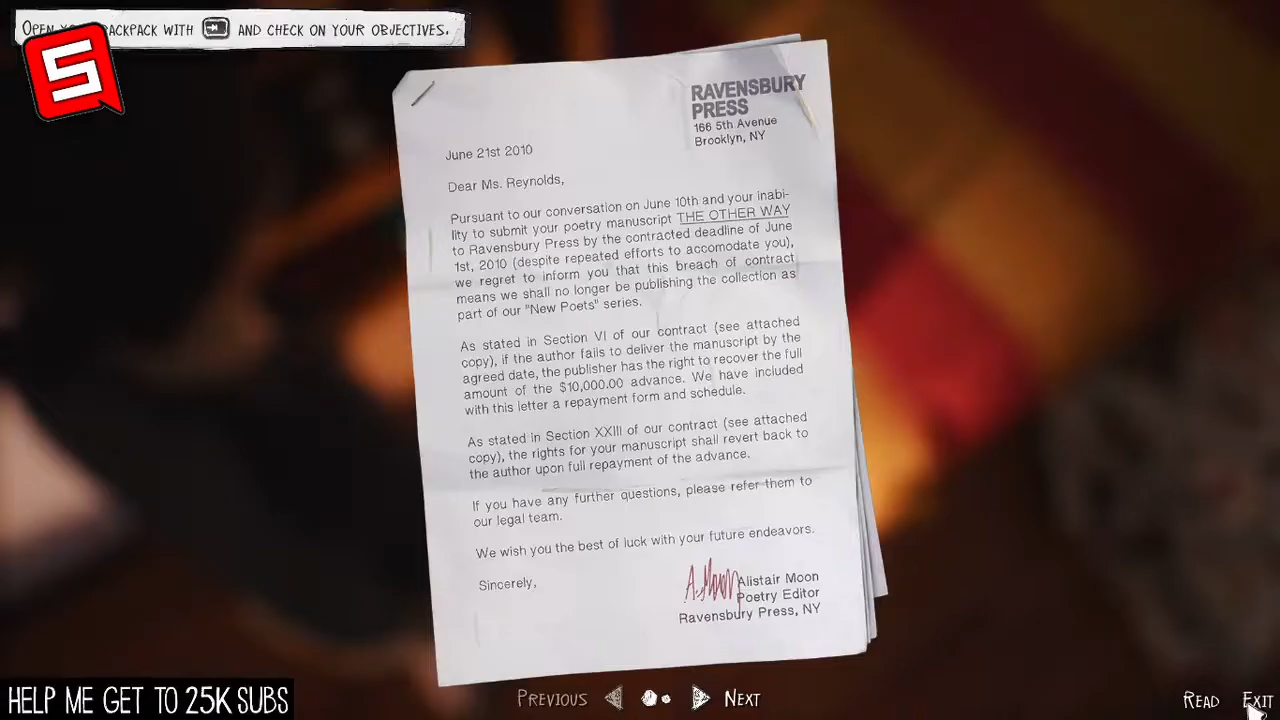 OPEN YOUR BACKPACK WITH AND CHECK ON YOUR OBJECTIVES.
S
RAVENSBURY
PRESS
166 5th Avenue
Brooklyn, NY
June 21st 2010
Dear Ms. Reynolds,
Pursuant to our conversation on June 10th and your inabi-
lity to submit your poetry manuscript THE OTHER WAY
to Ravensbury Press by the contracted deadline of June
1st, 2010 (despite repeated efforts to accomodate you),
we regret to inform you that this breach of contract
means we shall no longer be publishing the collection as
part of our "New Poets" series.
As stated in Section VI of our contract (see attached
copy), if the author fails to deliver the manuscript by the
agreed date, the publisher has the right to recover the full
amount of the $10,000.00 advance. We have included
with this letter a repayment form and schedule.
As stated in Section XXIII of our contract (see attached
copy), the rights for your manuscript shall revert back to
the author upon full repayment of the advance.
If you have any further questions, please refer them to
our legal team.
We wish you the best of luck with your future endeavors.
Sincerely,
A. Moon
Alistair Moon
Poetry Editor
Ravensbury Press, NY
HELP ME GET TO 25K SUBS
PREVIOUS
NEXT
READ
EXIT